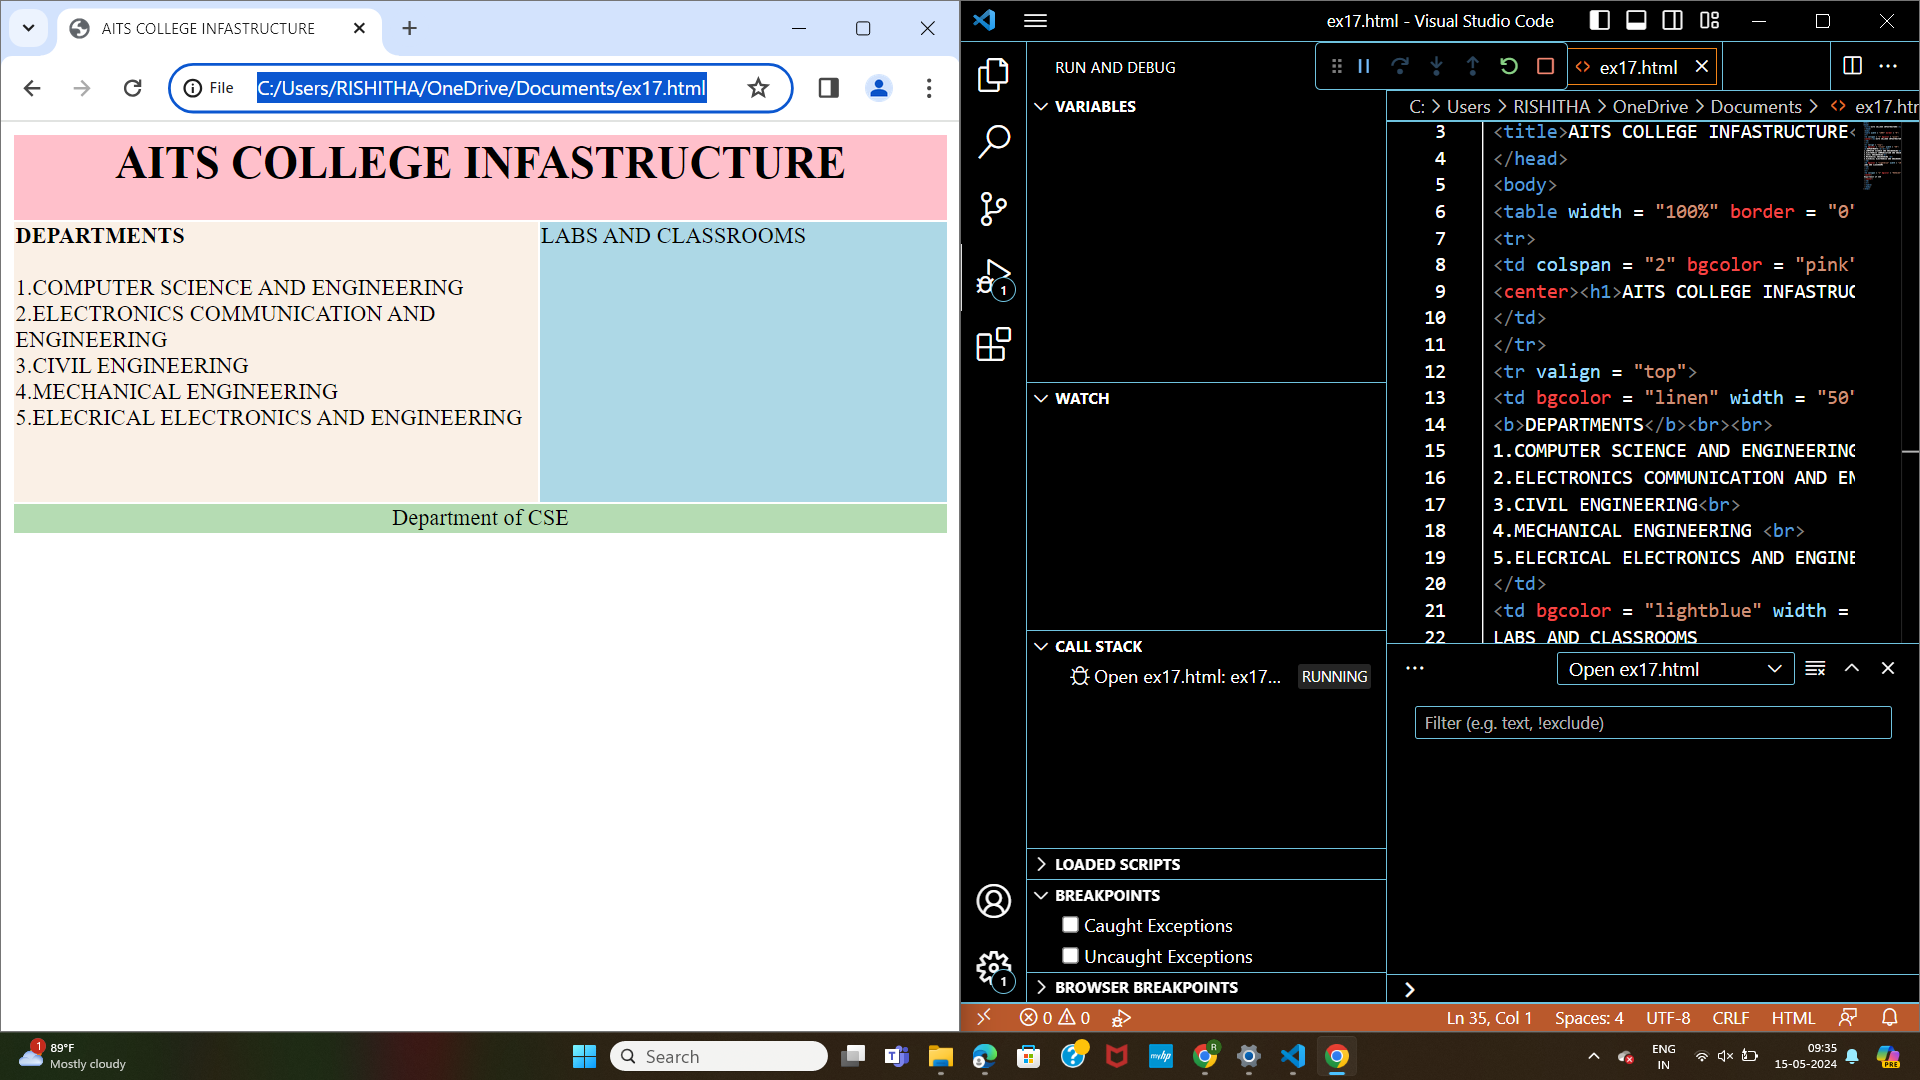 AITS COLLEGE INFASTRUCTURE
File
C:/Users/RISHITHA/OneDrive/Documents/ex17.html
AITS COLLEGE INFASTRUCTURE
DEPARTMENTS
1.COMPUTER SCIENCE AND ENGINEERING
2.ELECTRONICS COMMUNICATION AND
ENGINEERING
3.CIVIL ENGINEERING
4.MECHANICAL ENGINEERING
5.ELECRICAL ELECTRONICS AND ENGINEERING
LABS AND CLASSROOMS
Department of CSE
ex17.html - Visual Studio Code
RUN AND DEBUG
VARIABLES
WATCH
CALL STACK
Open ex17.html: ex17...
RUNNING
LOADED SCRIPTS
BREAKPOINTS
Caught Exceptions
Uncaught Exceptions
BROWSER BREAKPOINTS
1
1
<> ex17.html
C: > Users > RISHITHA > OneDrive > Documents > <> ex17.htr
3 <title>AITS COLLEGE INFASTRUCTURE<
4 </head>
5 <body>
6 <table width = "100%" border = "0"
7 <tr>
8 <td colspan = "2" bgcolor = "pink"
9 <center><h1>AITS COLLEGE INFASTRUC
10 </td>
11 </tr>
12 <tr valign = "top">
13 <td bgcolor = "linen" width = "50"
14 <b>DEPARTMENTS</b><br><br>
15 1.COMPUTER SCIENCE AND ENGINEERING
16 2.ELECTRONICS COMMUNICATION AND EN
17 3.CIVIL ENGINEERING<br>
18 4.MECHANICAL ENGINEERING <br>
19 5.ELECRICAL ELECTRONICS AND ENGINE
20 </td>
21 <td bgcolor = "lightblue" width =
22 LABS AND CLASSROOMS
Open ex17.html
Filter (e.g. text, !exclude)
0 0
Ln 35, Col 1 Spaces: 4 UTF-8 CRLF HTML
1
89°F
Mostly cloudy
Search
myhp
R
ENG
IN
09:35
15-05-2024
PRE